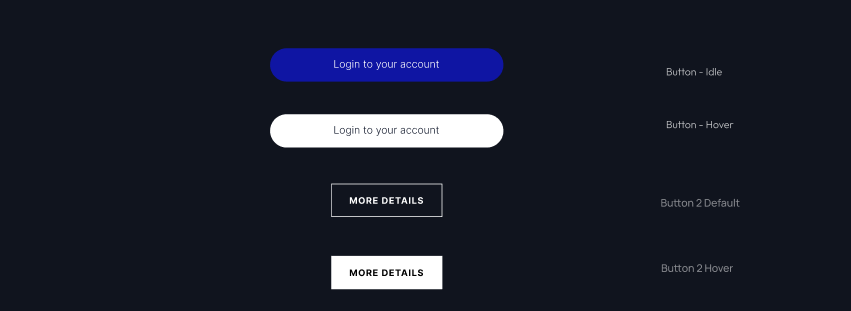 Login to your account
Button - Idle
Login to your account
Button - Hover
MORE DETAILS
Button 2 Default
MORE DETAILS
Button 2 Hover